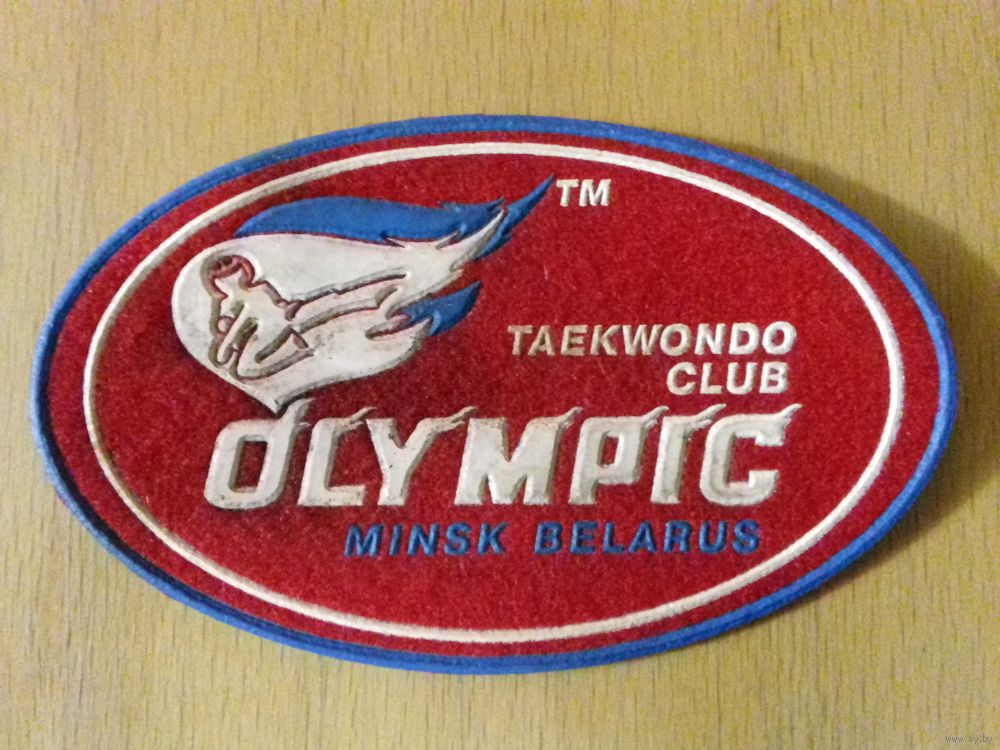 TM
TAEKWONDO
CLUB
OLYMPIC
MINSK BELARUS
www.ay.by